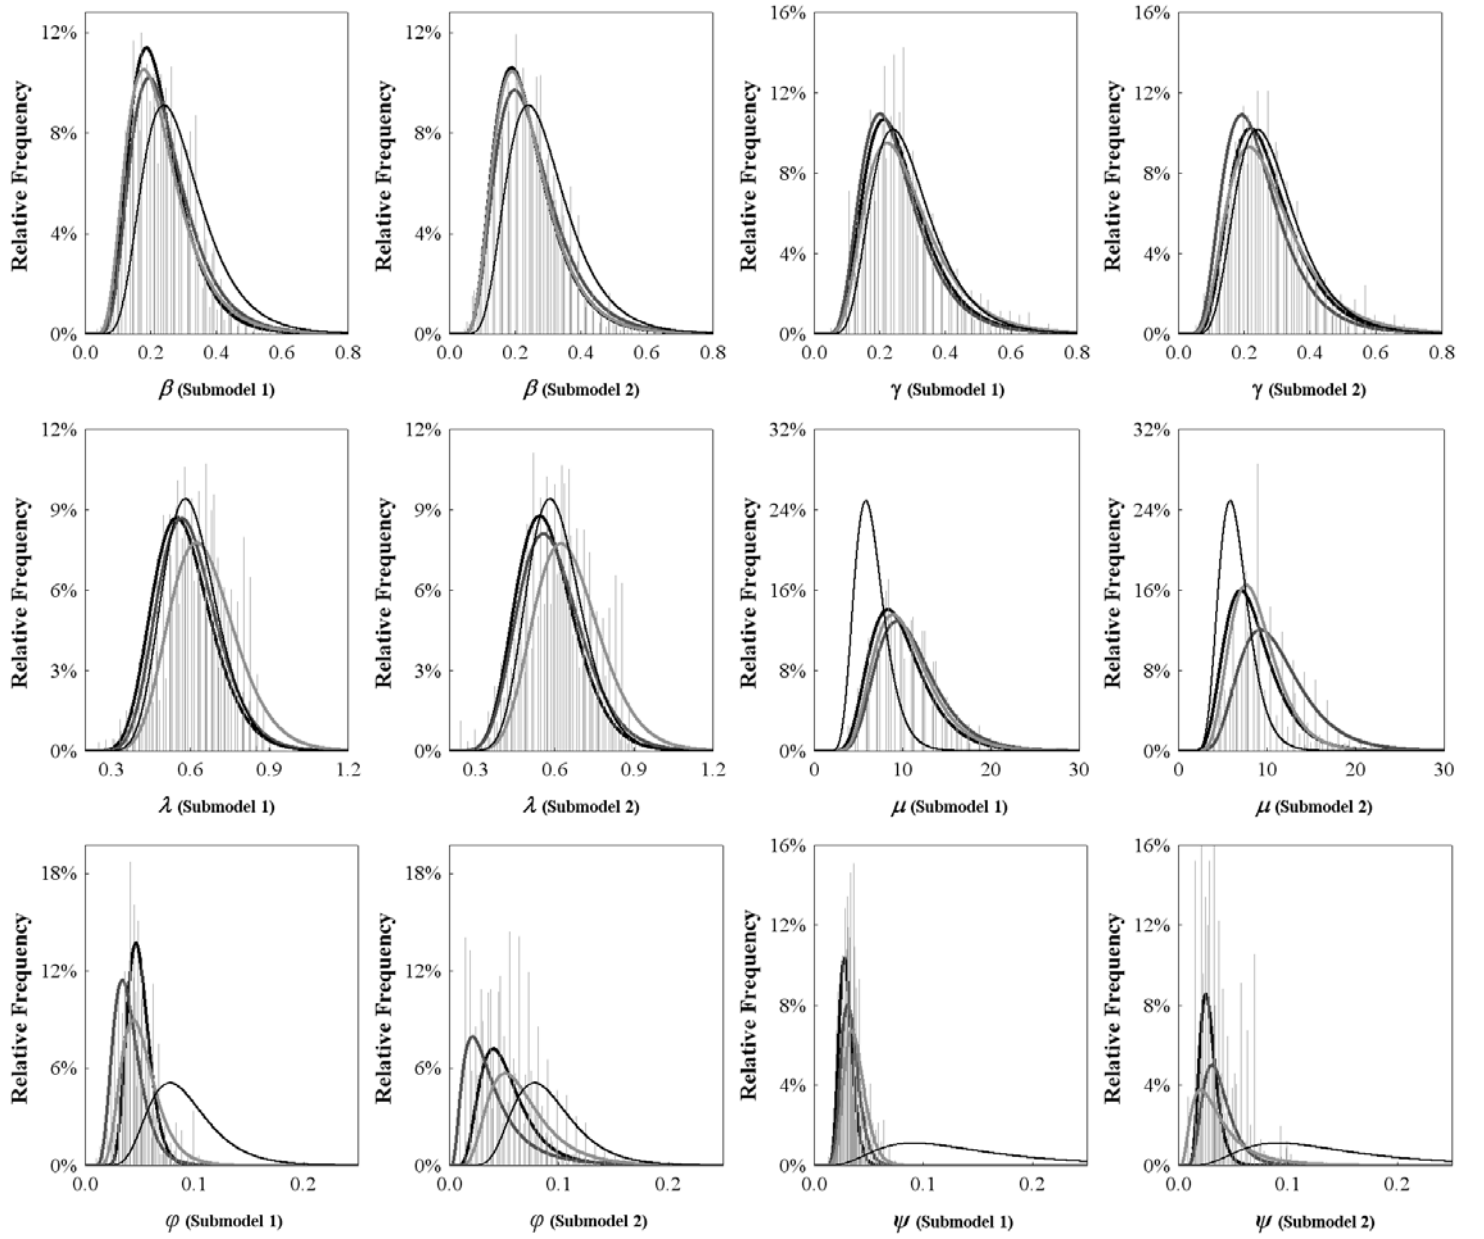 12%
8%
4%
0%
Relative Frequency
0.0 0.2 0.4 0.6 0.8
β (Submodel 1)
12%
8%
4%
0%
Relative Frequency
0.0 0.2 0.4 0.6 0.8
β (Submodel 2)
16%
12%
8%
4%
0%
Relative Frequency
0.0 0.2 0.4 0.6 0.8
γ (Submodel 1)
16%
12%
8%
4%
0%
Relative Frequency
0.0 0.2 0.4 0.6 0.8
γ (Submodel 2)
12%
9%
6%
3%
0%
Relative Frequency
0.3 0.6 0.9 1.2
λ (Submodel 1)
12%
9%
6%
3%
0%
Relative Frequency
0.3 0.6 0.9 1.2
λ (Submodel 2)
32%
24%
16%
8%
0%
Relative Frequency
0 10 20 30
μ (Submodel 1)
32%
24%
16%
8%
0%
Relative Frequency
0 10 20 30
μ (Submodel 2)
18%
12%
6%
0%
Relative Frequency
0.0 0.1 0.2
φ (Submodel 1)
18%
12%
6%
0%
Relative Frequency
0.0 0.1 0.2
φ (Submodel 2)
16%
12%
8%
4%
0%
Relative Frequency
0.0 0.1 0.2
ψ (Submodel 1)
16%
12%
8%
4%
0%
Relative Frequency
0.0 0.1 0.2
ψ (Submodel 2)